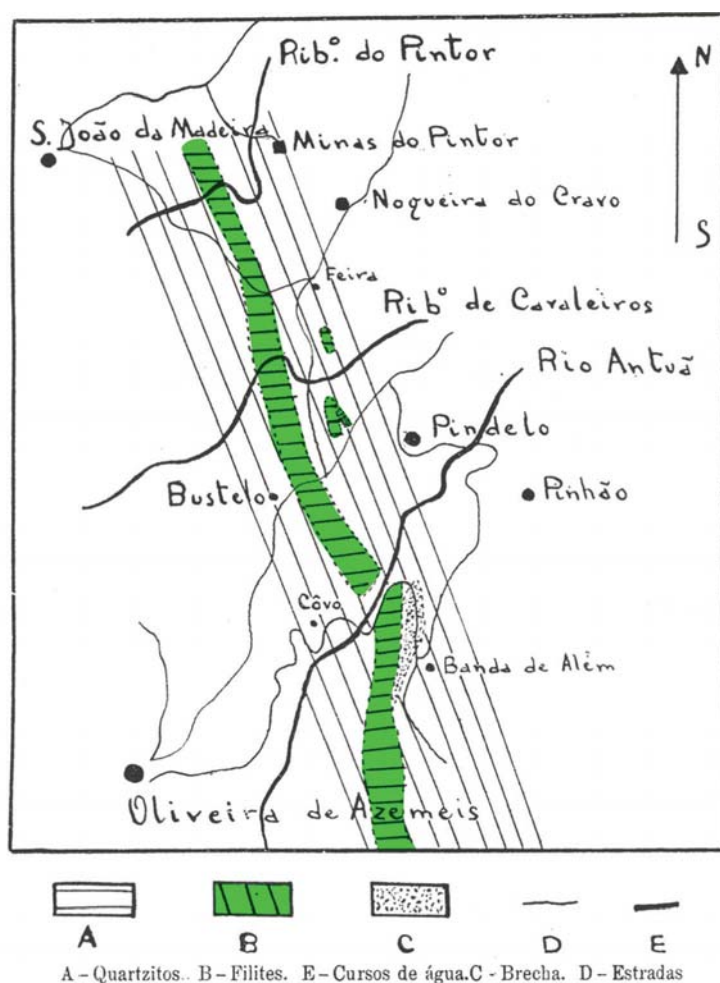 Ribº. do Pintor
N
S. João da Madeira
Minas do Pintor
Nogueira do Cravo
S
Feira
Ribº de Cavaleiros
Rio Antuã
Pindelo
Bustelo
Pinhão
Côvo
Banda de Além
Oliveira de Azemeis
A B C D E
A – Quartzitos.. B – Filites. E – Cursos de água. C - Brecha. D – Estradas